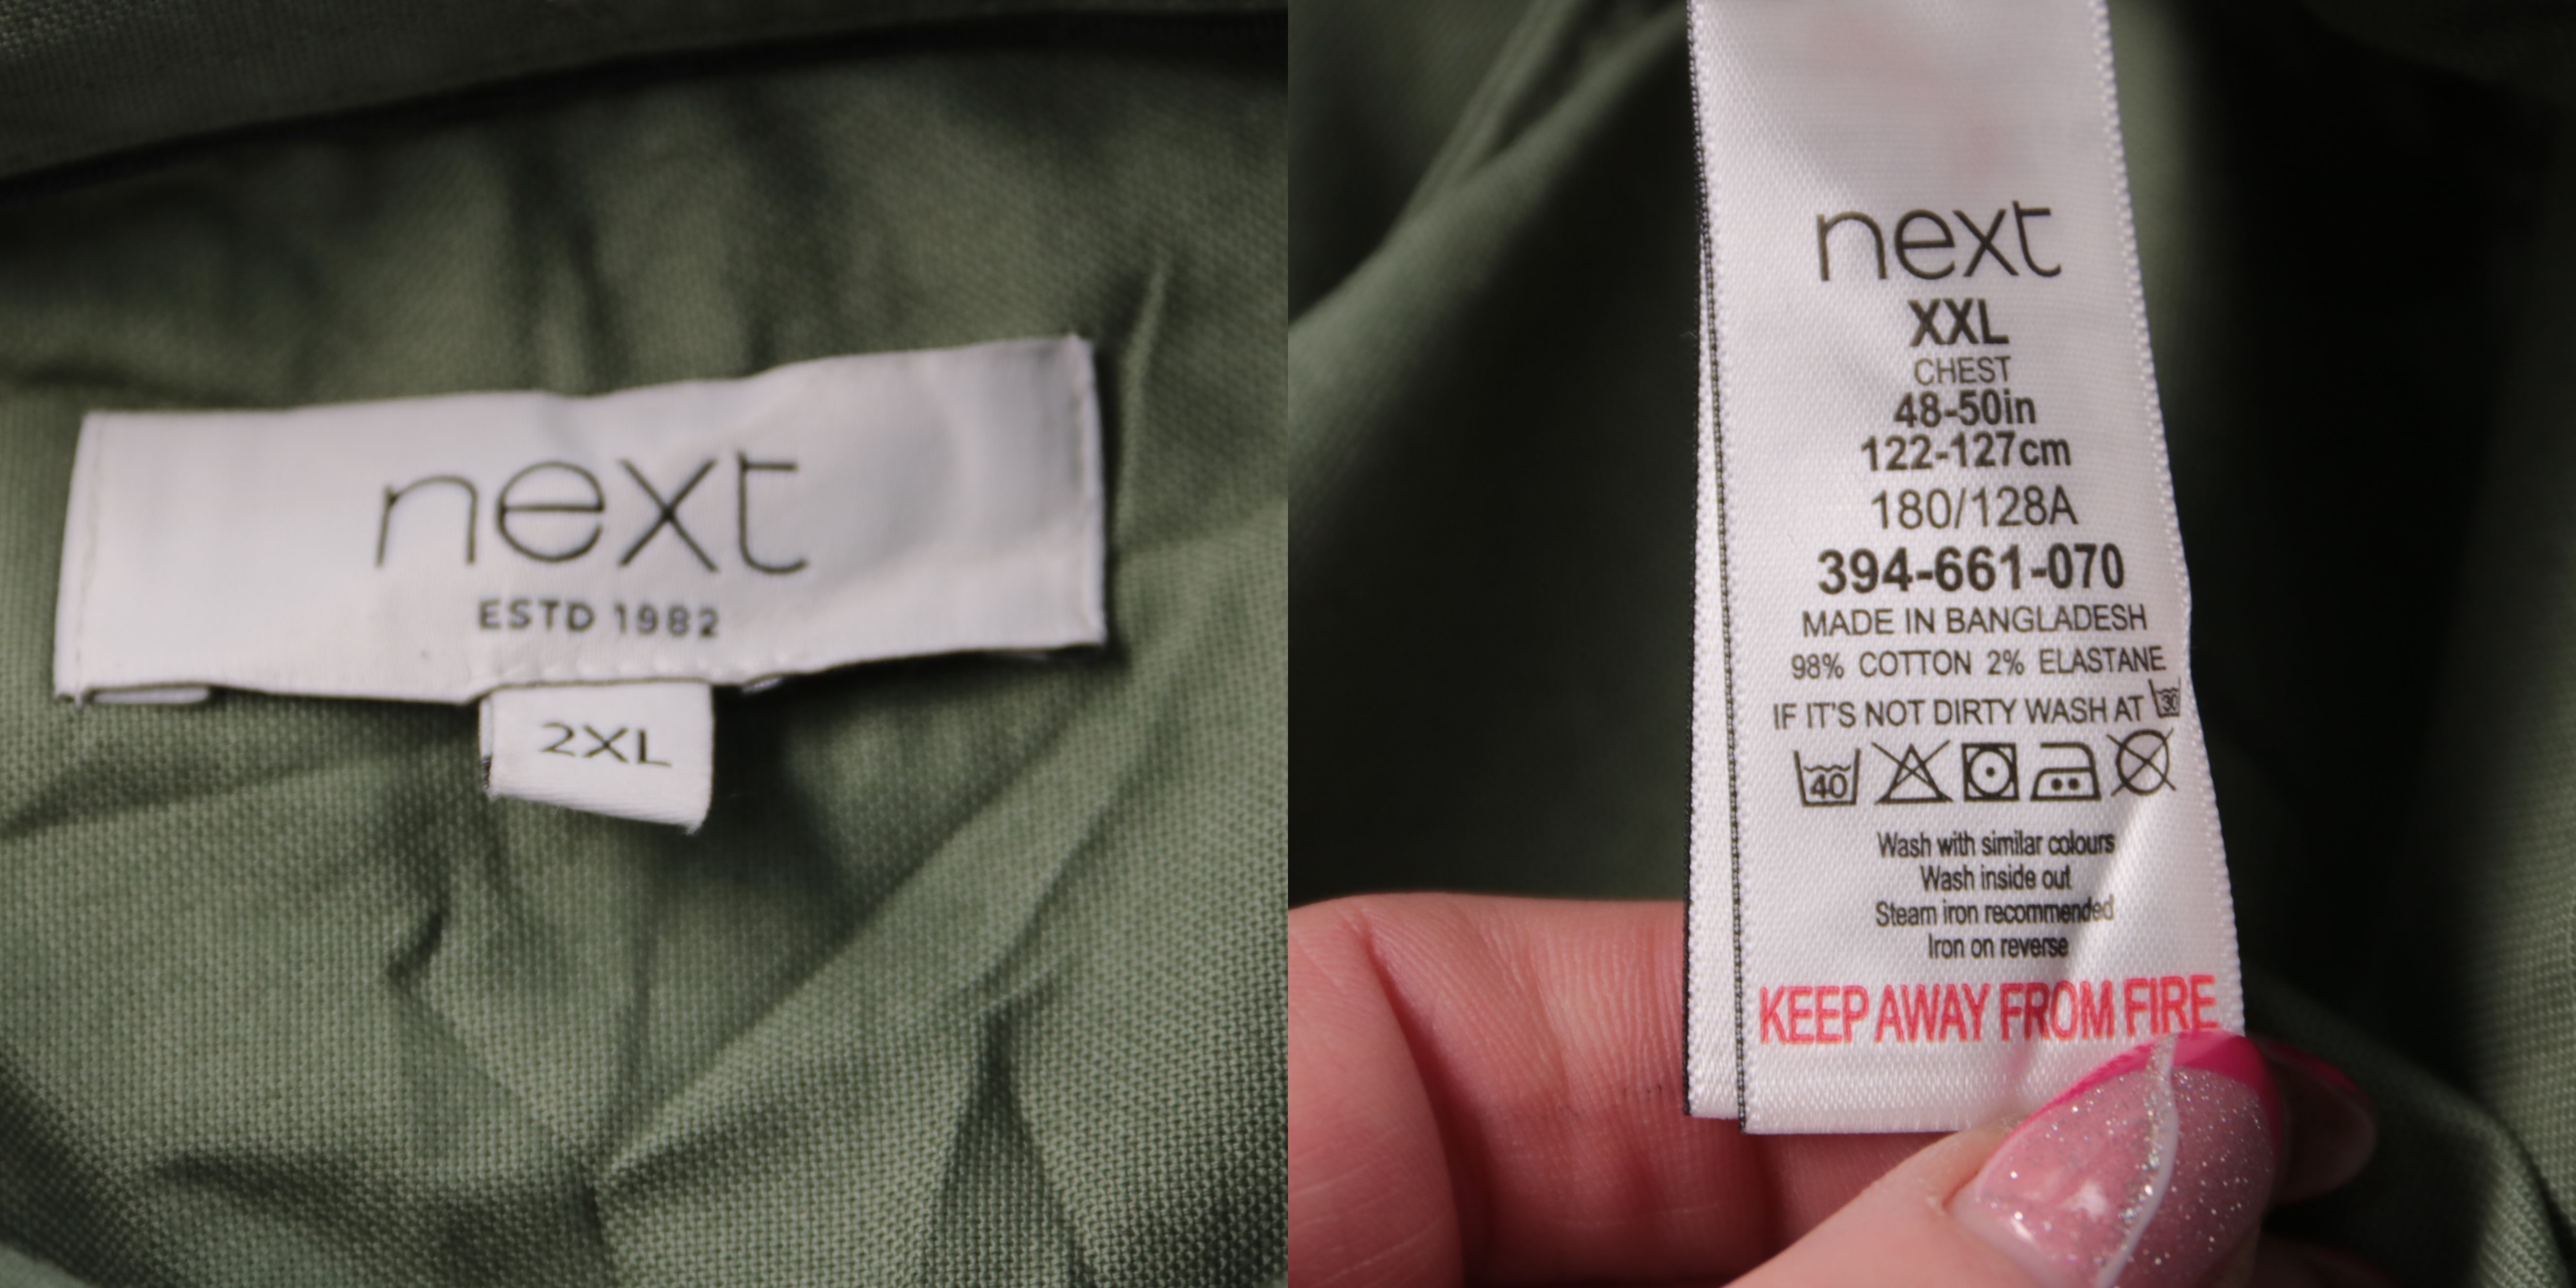 next
ESTD 1982
2XL
next
XXL
CHEST
48-50in
122-127cm
180/128A
394-661-070
MADE IN BANGLADESH
98% COTTON 2% ELASTANE
IF IT'S NOT DIRTY WASH AT 30
40
Wash with similar colours
Wash inside out
Steam iron recommended
Iron on reverse
KEEP AWAY FROM FIRE